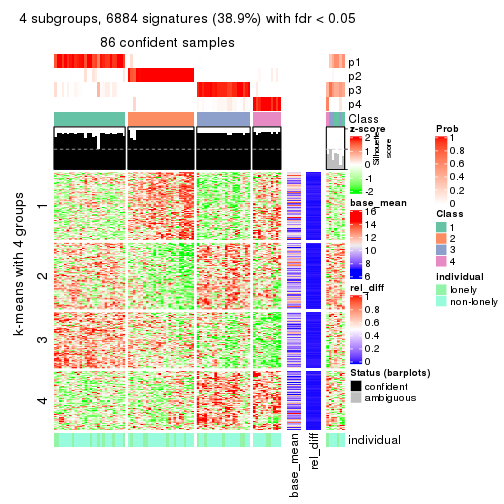 4 subgroups, 6884 signatures (38.9%) with fdr < 0.05
86 confident samples
p1
p2
p3
p4
Class
Silhouette
score
k-means with 4 groups
1
2
3
4
individual
base_mean
rel_diff
z-score
2
1
0
-1
-2
base_mean
16
14
12
10
8
6
rel_diff
1
0.8
0.6
0.4
0.2
0
Status (barplots)
confident
ambiguous
Prob
1
0.8
0.6
0.4
0.2
0
Class
1
2
3
4
individual
lonely
non-lonely